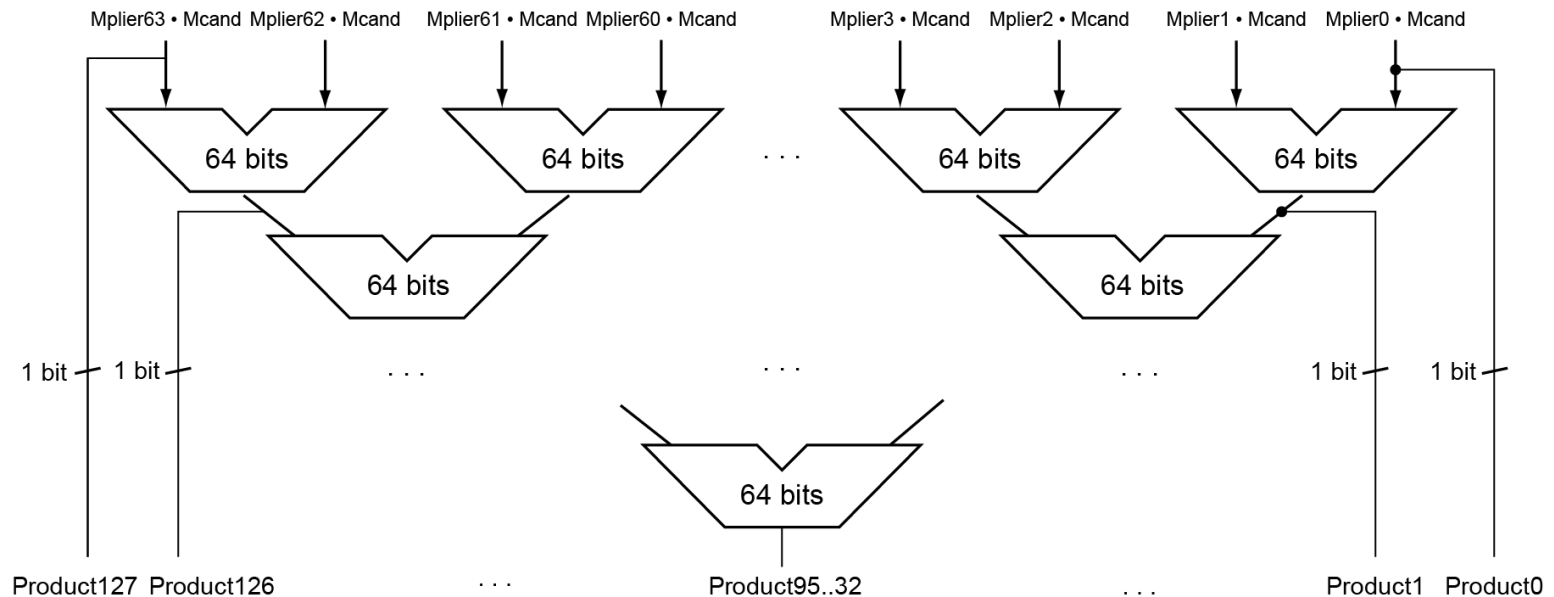 Mplier63 • Mcand Mplier62 • Mcand Mplier61 • Mcand Mplier60 • Mcand Mplier3 • Mcand Mplier2 • Mcand Mplier1 • Mcand Mplier0 • Mcand
64 bits 64 bits . . . 64 bits 64 bits
64 bits 64 bits
1 bit 1 bit . . . . . . . . . 1 bit 1 bit
64 bits
Product127 Product126 . . . Product95..32 . . . Product1 Product0